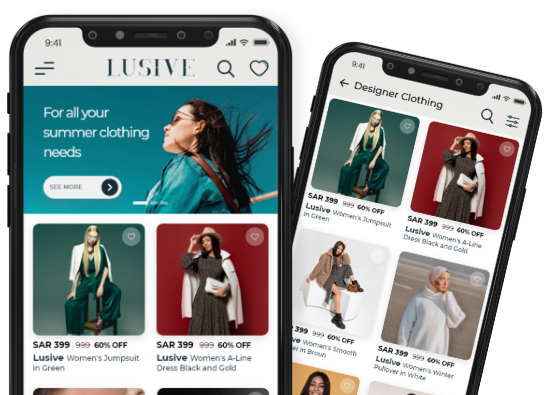 9:41
LUSIVE
For all your
summer clothing
needs
SEE MORE
SAR 399 999 60% OFF
Lusive Women's Jumpsuit
in Green
SAR 399 999 60% OFF
Lusive Women's A-Line
Dress Black and Gold
9:41
Designer Clothing
SAR 399 999 60% OFF
Lusive Women's Jumpsuit
in Green
SAR 399 999 60% OFF
Lusive Women's A-Line
Dress Black and Gold
399 999 60% OFF
Women's Smooth
in Broun
SAR 399 999 60% OFF
Lusive Women's Winter
Pullover in White